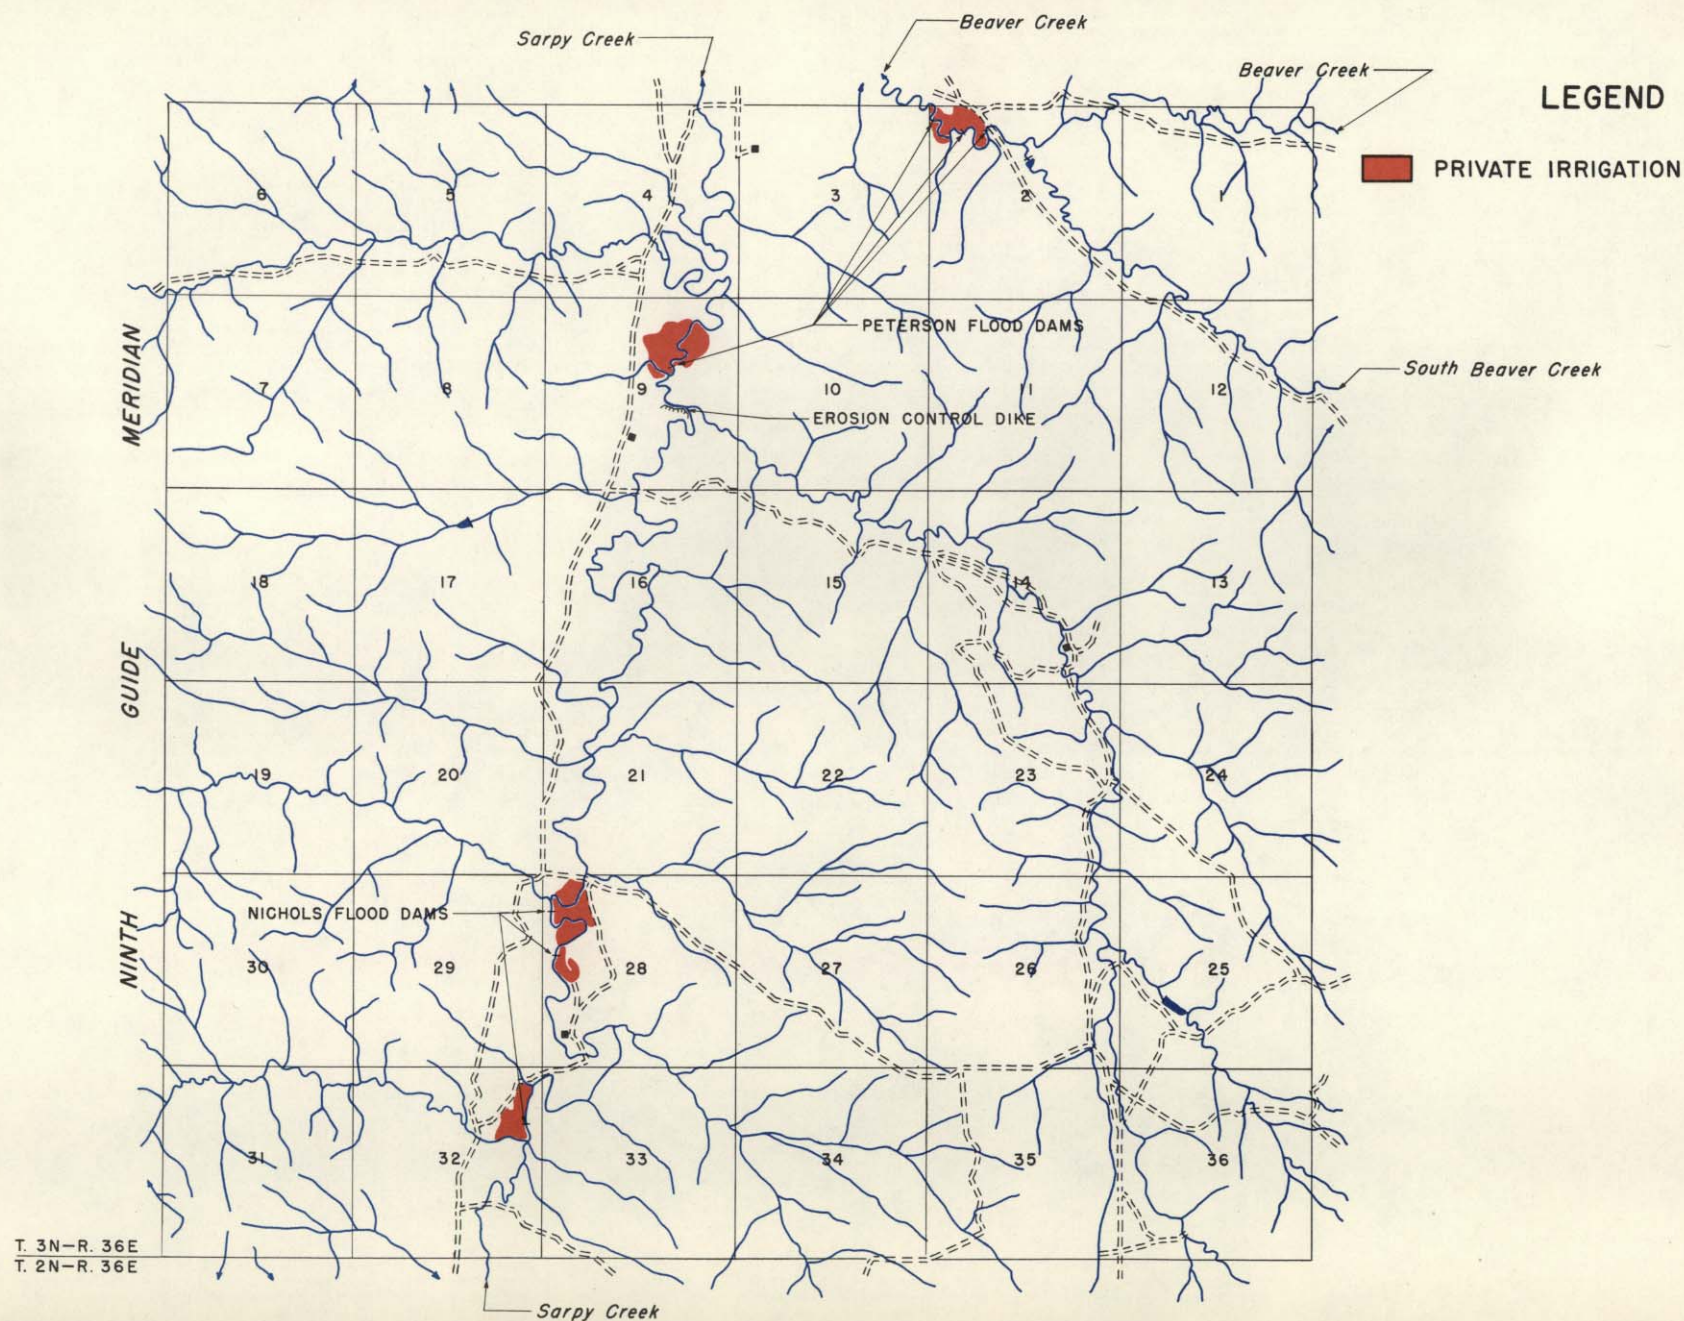 Beaver Creek
Sarpy Creek
Beaver Creek
LEGEND
PRIVATE IRRIGATION
6 5 4 3 2 1
PETERSON FLOOD DAMS
South Beaver Creek
7 8 9 10 11 12
EROSION CONTROL DIKE
MERIDIAN
18 17 16 15 14 13
GUIDE
19 20 21 22 23 24
NICHOLS FLOOD DAMS
NINTH
30 29 28 27 26 25
31 32 33 34 35 36
T. 3N–R. 36E
T. 2N–R. 36E
Sarpy Creek